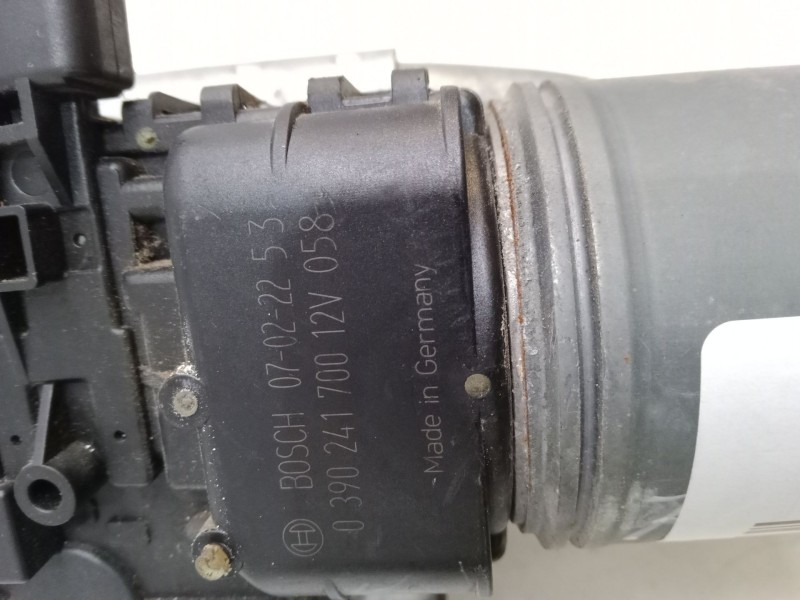 BOSCH 07-02-22 5 3
0 390 241 700 12V 058
Made in Germany